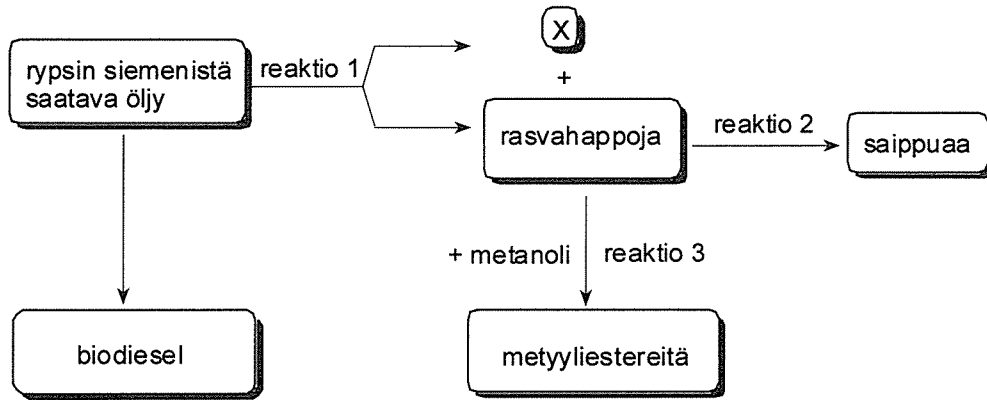 rypsin siemenistä
saatava öljy
reaktio 1
X
+
rasvahappoja
reaktio 2
saippuaa
+ metanoli
reaktio 3
biodiesel
metyyliestereitä